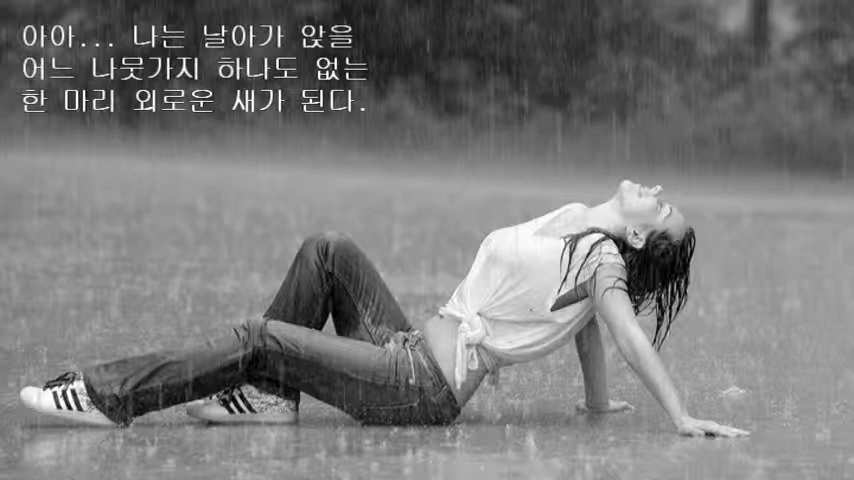 아아... 나는 날아가 앉을
어느 나뭇가지 하나도 없는
한 마리 외로운 새가 된다.